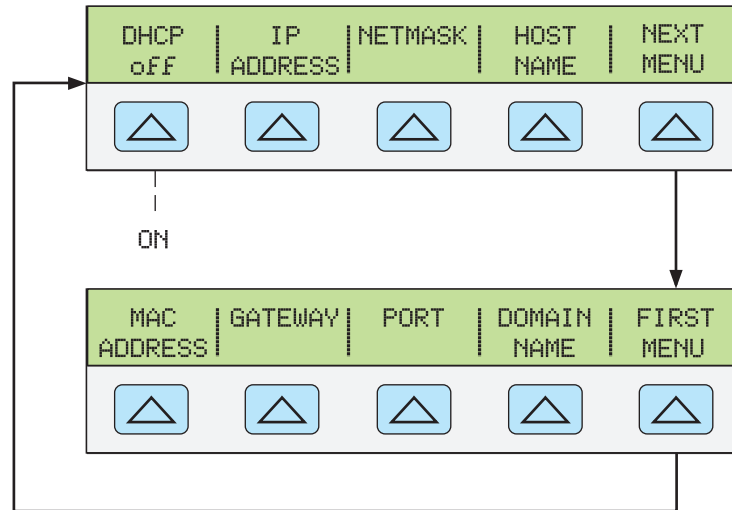 DHCP off
IP ADDRESS
NETMASK
HOST NAME
NEXT MENU
ON
MAC ADDRESS
GATEWAY
PORT
DOMAIN NAME
FIRST MENU